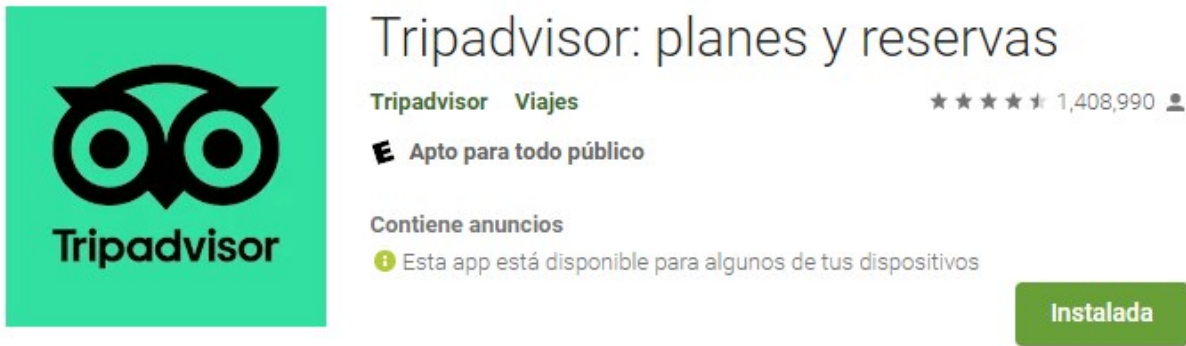 Tripadvisor: planes y reservas
Tripadvisor Viajes 1,408,990
E Apto para todo público
Contiene anuncios
Esta app está disponible para algunos de tus dispositivos
Tripadvisor
Instalada